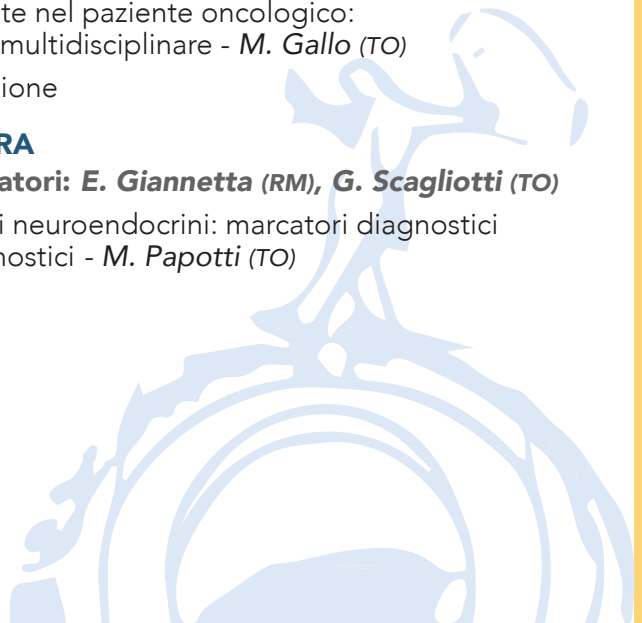 te nel paziente oncologico:
multidisciplinare - M. Gallo (TO)
ione
RA
atori: E. Giannetta (RM), G. Scagliotti (TO)
i neuroendocrini: marcatori diagnostici
nostici - M. Papotti (TO)